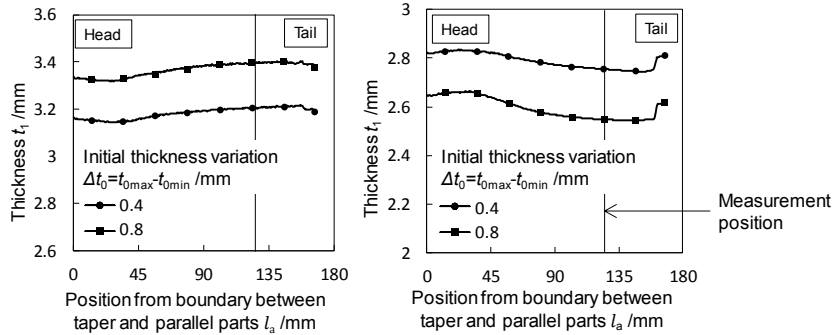 3.6
3.4
3.2
3
2.8
2.6
Thickness t₁ /mm
Head
Tail
Initial thickness variation
Δt₀=t₀max-t₀min /mm
0.4
0.8
0 45 90 135 180
Position from boundary between
taper and parallel parts lₐ /mm
3
2.8
2.6
2.4
2.2
2
Thickness t₁ /mm
Head
Tail
Initial thickness variation
Δt₀=t₀max-t₀min /mm
0.4
0.8
0 45 90 135 180
Position from boundary between
taper and parallel parts lₐ /mm
Measurement
position